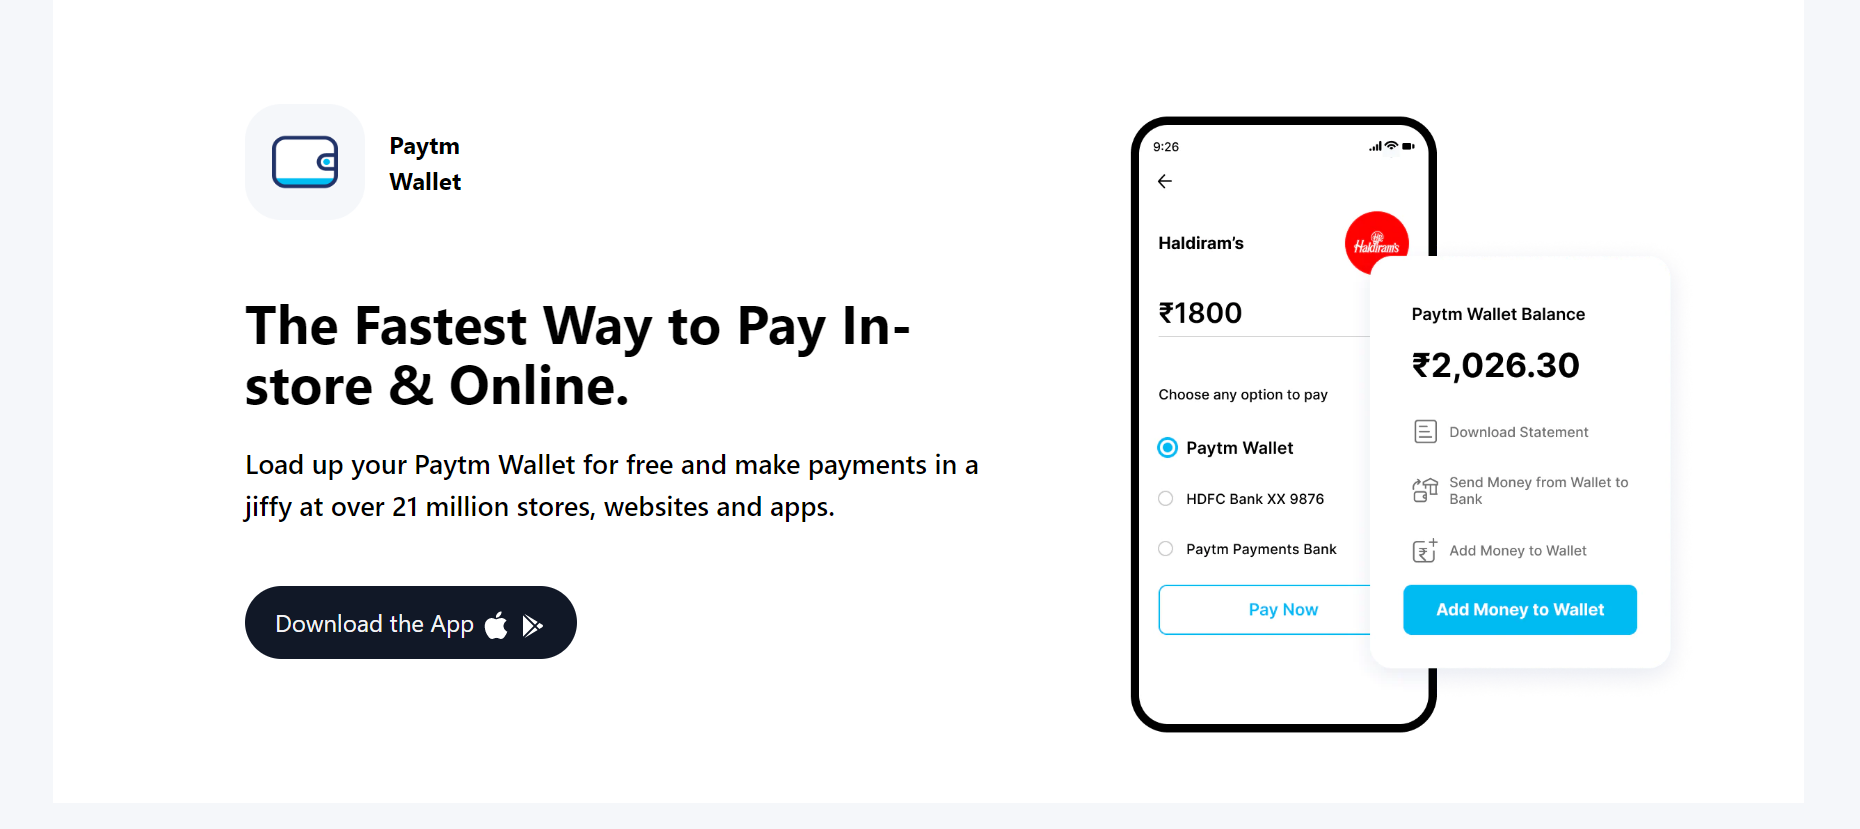 Paytm
Wallet
The Fastest Way to Pay In-
store & Online.
Load up your Paytm Wallet for free and make payments in a
jiffy at over 21 million stores, websites and apps.
Download the App
9:26
Haldiram’s
Haldiram's
₹1800
Choose any option to pay
Paytm Wallet
HDFC Bank XX 9876
Paytm Payments Bank
Pay Now
Paytm Wallet Balance
₹2,026.30
Download Statement
Send Money from Wallet to
Bank
Add Money to Wallet
Add Money to Wallet